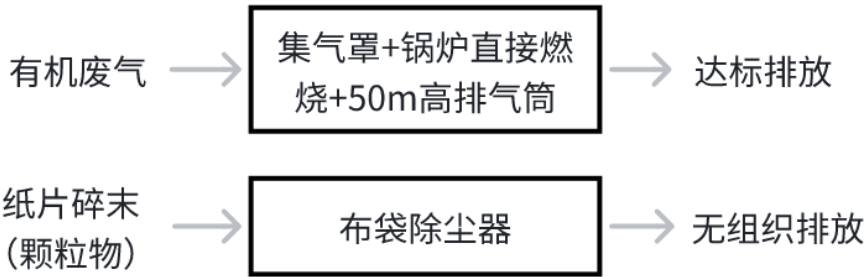 有机废气
集气罩+锅炉直接燃
烧+50m高排气筒
达标排放
纸片碎末
（颗粒物）
布袋除尘器
无组织排放